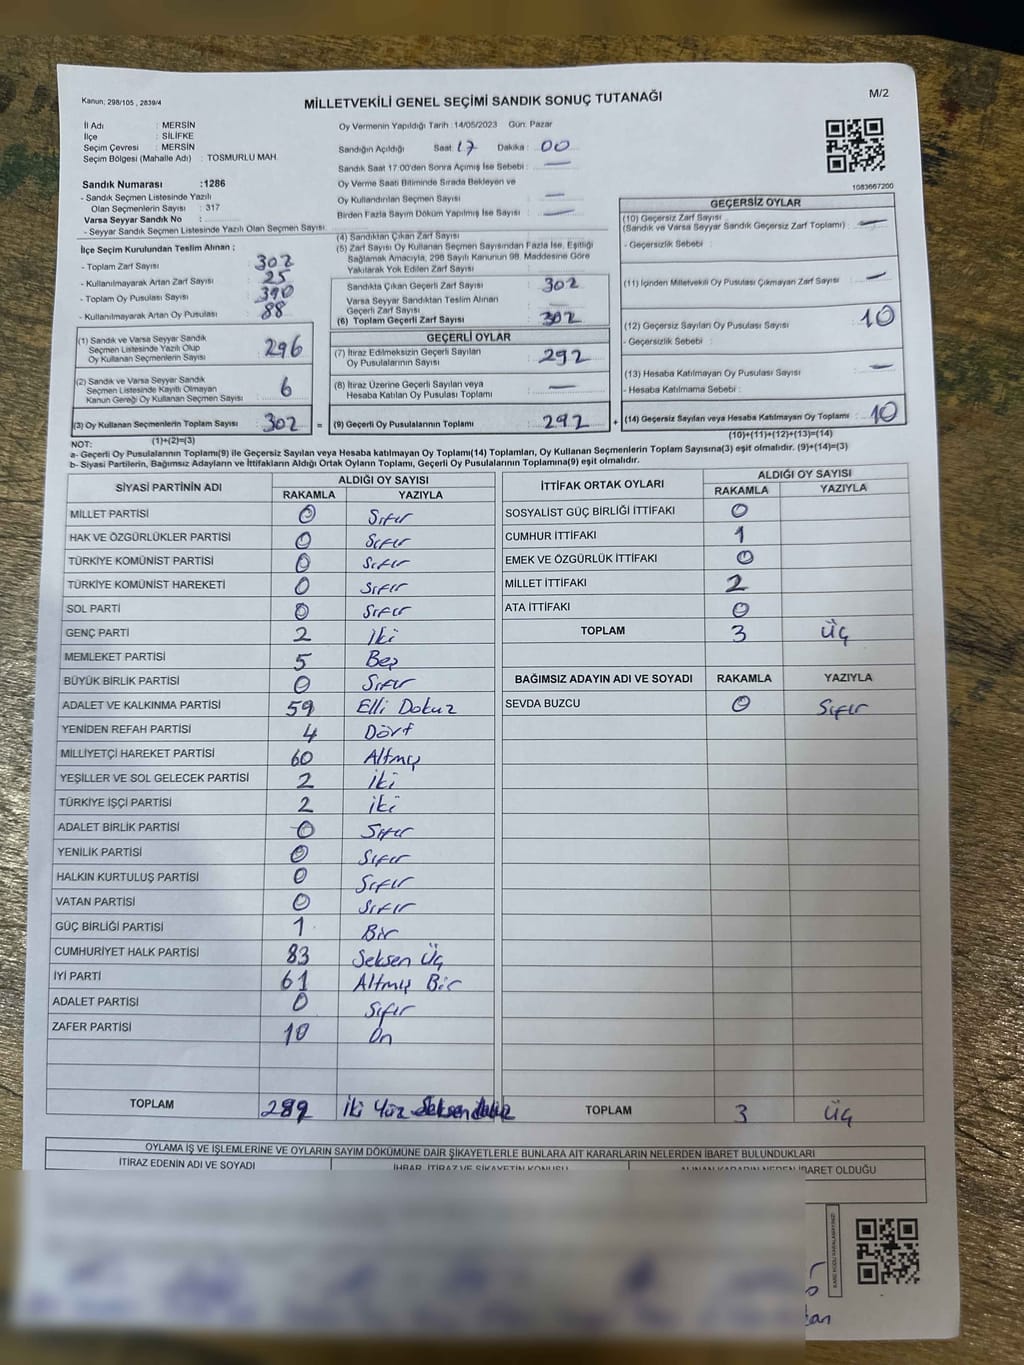 Kanun, 298/105 , 2839/4
MİLLETVEKİLİ GENEL SEÇİMİ SANDIK SONUÇ TUTANAĞI
M/2
İl Adı : MERSİN
İlçe : SİLİFKE
Seçim Çevresi : MERSİN
Seçim Bölgesi (Mahalle Adı) : TOSMURLU MAH.
Sandık Numarası :1286
- Sandık Seçmen Listesinde Yazılı
Olan Seçmenlerin Sayısı : 317
Varsa Seyyar Sandık No :
- Seyyar Sandık Seçmen Listesinde Yazılı Olan Seçmen Sayısı
Oy Vermenin Yapıldığı Tarih :14/05/2023 Gün: Pazar
Sandığın Açıldığı Saat 17 Dakika : 00
Sandık Saat 17:00'den Sonra Açımış İse Sebebi : —
Oy Verme Saati Bitiminde Sırada Bekleyen ve
Oy Kullandırılan Seçmen Sayısı —
Birden Fazla Sayım Döküm Yapılmış İse Sayısı —
1083667200
İlçe Seçim Kurulundan Teslim Alınan ;
- Toplam Zarf Sayısı 302
- Kullanılmayarak Artan Zarf Sayısı 25
- Toplam Oy Pusulası Sayısı 390
- Kullanılmayarak Artan Oy Pusulası 88
(1) Sandık ve Varsa Seyyar Sandık
Seçmen Listesinde Yazılı Olup
Oy Kullanan Seçmenlerin Sayısı 296
(2) Sandık ve Varsa Seyyar Sandık
Seçmen Listesinde Kayıtlı Olmayan
Kanun Gereği Oy Kullanan Seçmen Sayısı 6
(3) Oy Kullanan Seçmenlerin Toplam Sayısı 302 =
(1)+(2)=(3)
(4) Sandıktan Çıkan Zarf Sayısı
(5) Zarf Sayısı Oy Kullanan Seçmen Sayısından Fazla İse, Eşitliği
Sağlamak Amacıyla, 298 Sayılı Kanunun 98. Maddesine Göre
Yakılarak Yok Edilen Zarf Sayısı
Sandıkta Çıkan Geçerli Zarf Sayısı 302
Varsa Seyyar Sandıktan Teslim Alınan
Geçerli Zarf Sayısı —
(6) Toplam Geçerli Zarf Sayısı 302
GEÇERLİ OYLAR
(7) İtiraz Edilmeksizin Geçerli Sayılan
Oy Pusulalarının Sayısı 292
(8) İtiraz Üzerine Geçerli Sayılan veya
Hesaba Katılan Oy Pusulası Toplamı —
(9) Geçerli Oy Pusulalarının Toplamı 292 +
GEÇERSİZ OYLAR
(10) Geçersiz Zarf Sayısı
(Sandık ve Varsa Seyyar Sandık Geçersiz Zarf Toplamı) : —
- Geçersizlik Sebebi :
(11) İçinden Milletvekili Oy Pusulası Çıkmayan Zarf Sayısı —
(12) Geçersiz Sayılan Oy Pusulası Sayısı 10
- Geçersizlik Sebebi :
(13) Hesaba Katılmayan Oy Pusulası Sayısı —
- Hesaba Katılmama Sebebi :
(14) Geçersiz Sayılan veya Hesaba Katılmayan Oy Toplamı : 10
(10)+(11)+(12)+(13)=(14)
NOT:
a- Geçerli Oy Pusulalarının Toplamı(9) ile Geçersiz Sayılan veya Hesaba katılmayan Oy Toplamı(14) Toplamları, Oy Kullanan Seçmenlerin Toplam Sayısına(3) eşit olmalıdır. (9)+(14)=(3)
b- Siyasi Partilerin, Bağımsız Adayların ve İttifakların Aldığı Ortak Oyların Toplamı, Geçerli Oy Pusulalarının Toplamına(9) eşit olmalıdır.
SİYASİ PARTİNİN ADI ALDIĞI OY SAYISI
RAKAMLA YAZIYLA
MİLLET PARTİSİ 0 Sıfır
HAK VE ÖZGÜRLÜKLER PARTİSİ 0 Sıfır
TÜRKİYE KOMÜNİST PARTİSİ 0 Sıfır
TÜRKİYE KOMÜNİST HAREKETİ 0 Sıfır
SOL PARTİ 0 Sıfır
GENÇ PARTİ 2 İki
MEMLEKET PARTİSİ 5 Beş
BÜYÜK BİRLİK PARTİSİ 0 Sıfır
ADALET VE KALKINMA PARTİSİ 59 Elli Dokuz
YENİDEN REFAH PARTİSİ 4 Dört
MİLLİYETÇİ HAREKET PARTİSİ 60 Altmış
YEŞİLLER VE SOL GELECEK PARTİSİ 2 İki
TÜRKİYE İŞÇİ PARTİSİ 2 iki
ADALET BİRLİK PARTİSİ 0 Sıfır
YENİLİK PARTİSİ 0 Sıfır
HALKIN KURTULUŞ PARTİSİ 0 Sıfır
VATAN PARTİSİ 0 Sıfır
GÜÇ BİRLİĞİ PARTİSİ 1 Bir
CUMHURİYET HALK PARTİSİ 83 Seksen Üç
İYİ PARTİ 61 Altmış Bir
ADALET PARTİSİ 0 Sıfır
ZAFER PARTİSİ 10 On
TOPLAM 289 İki Yüz Seksen
İTTİFAK ORTAK OYLARI ALDIĞI OY SAYISI
RAKAMLA YAZIYLA
SOSYALİST GÜÇ BİRLİĞİ İTTİFAKI 0
CUMHUR İTTİFAKI 1
EMEK VE ÖZGÜRLÜK İTTİFAKI 0
MİLLET İTTİFAKI 2
ATA İTTİFAKI 0
TOPLAM 3 Üç
BAĞIMSIZ ADAYIN ADI VE SOYADI RAKAMLA YAZIYLA
SEVDA BUZCU 0 Sıfır
TOPLAM 3 Üç
OYLAMA İŞ VE İŞLEMLERİNE VE OYLARIN SAYIM DÖKÜMÜNE DAİR ŞİKAYETLERLE BUNLARA AİT KARARLARIN NELERDEN İBARET BULUNDUKLARI
İTİRAZ EDENİN ADI VE SOYADI İHBAR, İTİRAZ VE ŞİKAYETİN KONUSU ALINAN KARARIN NEDEN İBARET OLDUĞU